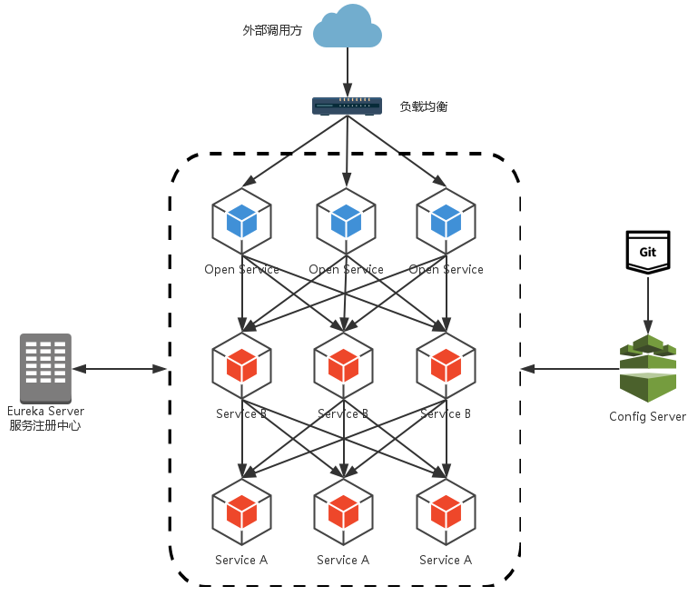 外部调用方
负载均衡
Open Service
Open Service
Open Service
Git
Service B
Service B
Service B
Eureka Server
服务注册中心
Config Server
Service A
Service A
Service A